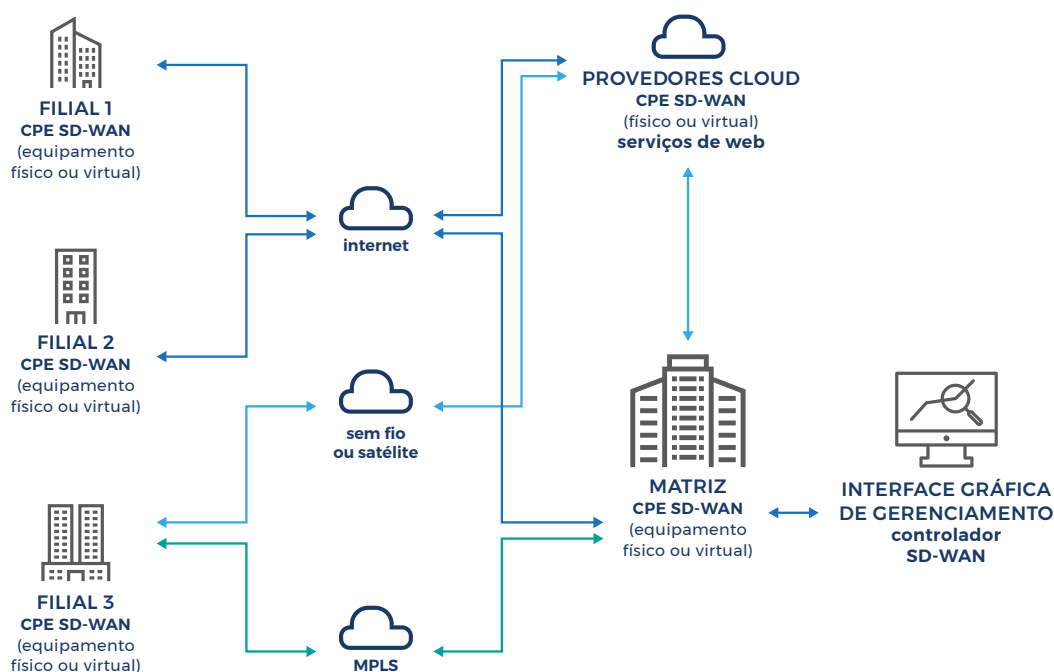 FILIAL 1
CPE SD-WAN
(equipamento
físico ou virtual)
FILIAL 2
CPE SD-WAN
(equipamento
físico ou virtual)
FILIAL 3
CPE SD-WAN
(equipamento
físico ou virtual)
internet
sem fio
ou satélite
MPLS
PROVEDORES CLOUD
CPE SD-WAN
(físico ou virtual)
serviços de web
MATRIZ
CPE SD-WAN
(equipamento
físico ou virtual)
INTERFACE GRÁFICA
DE GERENCIAMENTO
controlador
SD-WAN